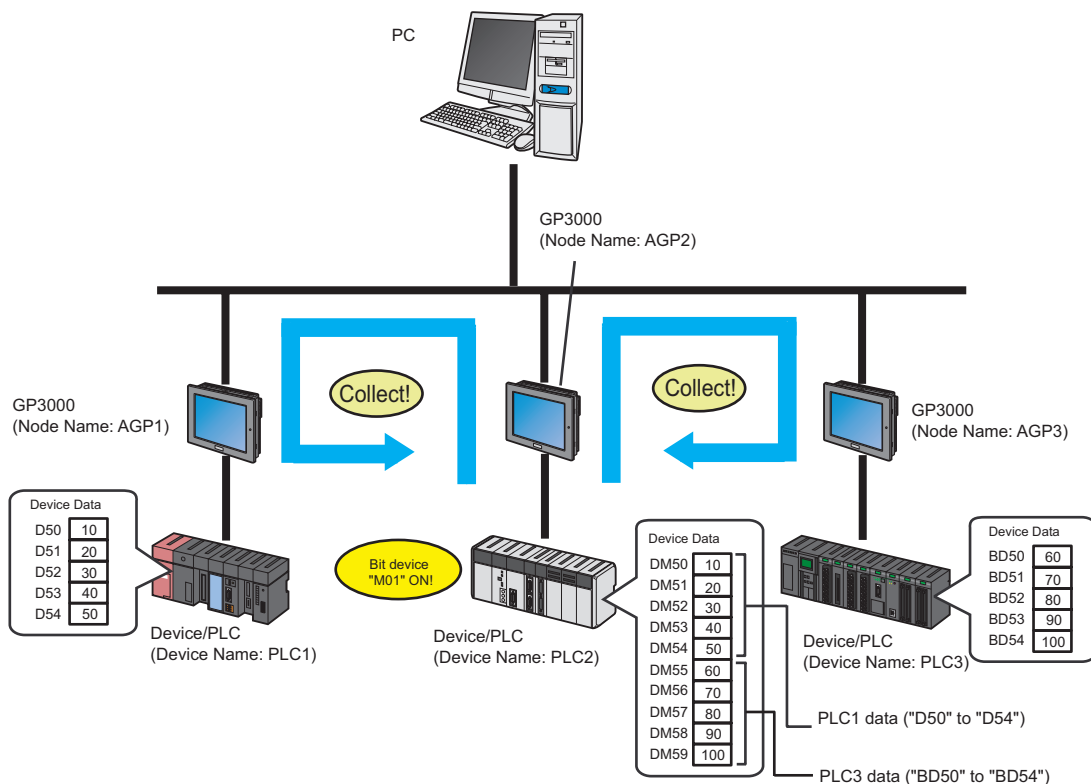 PC
GP3000
(Node Name: AGP2)
Collect!
Collect!
GP3000
(Node Name: AGP1)
GP3000
(Node Name: AGP3)
Device Data
D50 10
D51 20
D52 30
D53 40
D54 50
Bit device
"M01" ON!
Device Data
DM50 10
DM51 20
DM52 30
DM53 40
DM54 50
DM55 60
DM56 70
DM57 80
DM58 90
DM59 100
Device Data
BD50 60
BD51 70
BD52 80
BD53 90
BD54 100
Device/PLC
(Device Name: PLC1)
Device/PLC
(Device Name: PLC2)
Device/PLC
(Device Name: PLC3)
PLC1 data ("D50" to "D54")
PLC3 data ("BD50" to "BD54")